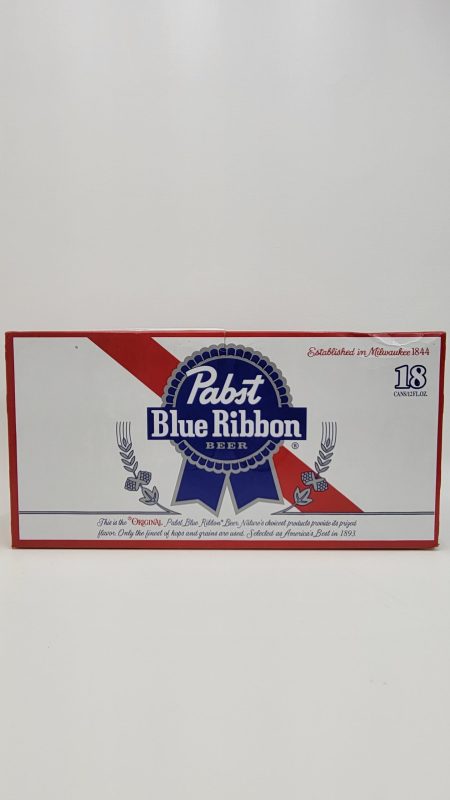 Established in Milwaukee 1844
18
CANS/12FL.OZ.
Pabst
Blue Ribbon
BEER
®
This is the "ORIGINAL Pabst Blue Ribbon® Beer. Nature's choicest products provide its prized
flavor. Only the finest of hops and grains are used. Selected as America's Best in 1893.